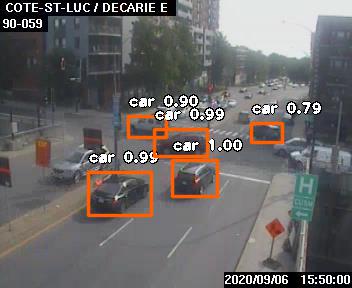 COTE-ST-LUC / DECARIE E
90-059
car 0.90
car 0.99
car 0.79
car 1.00
car 0.99
H
CUSM
2020/09/06 15:50:00